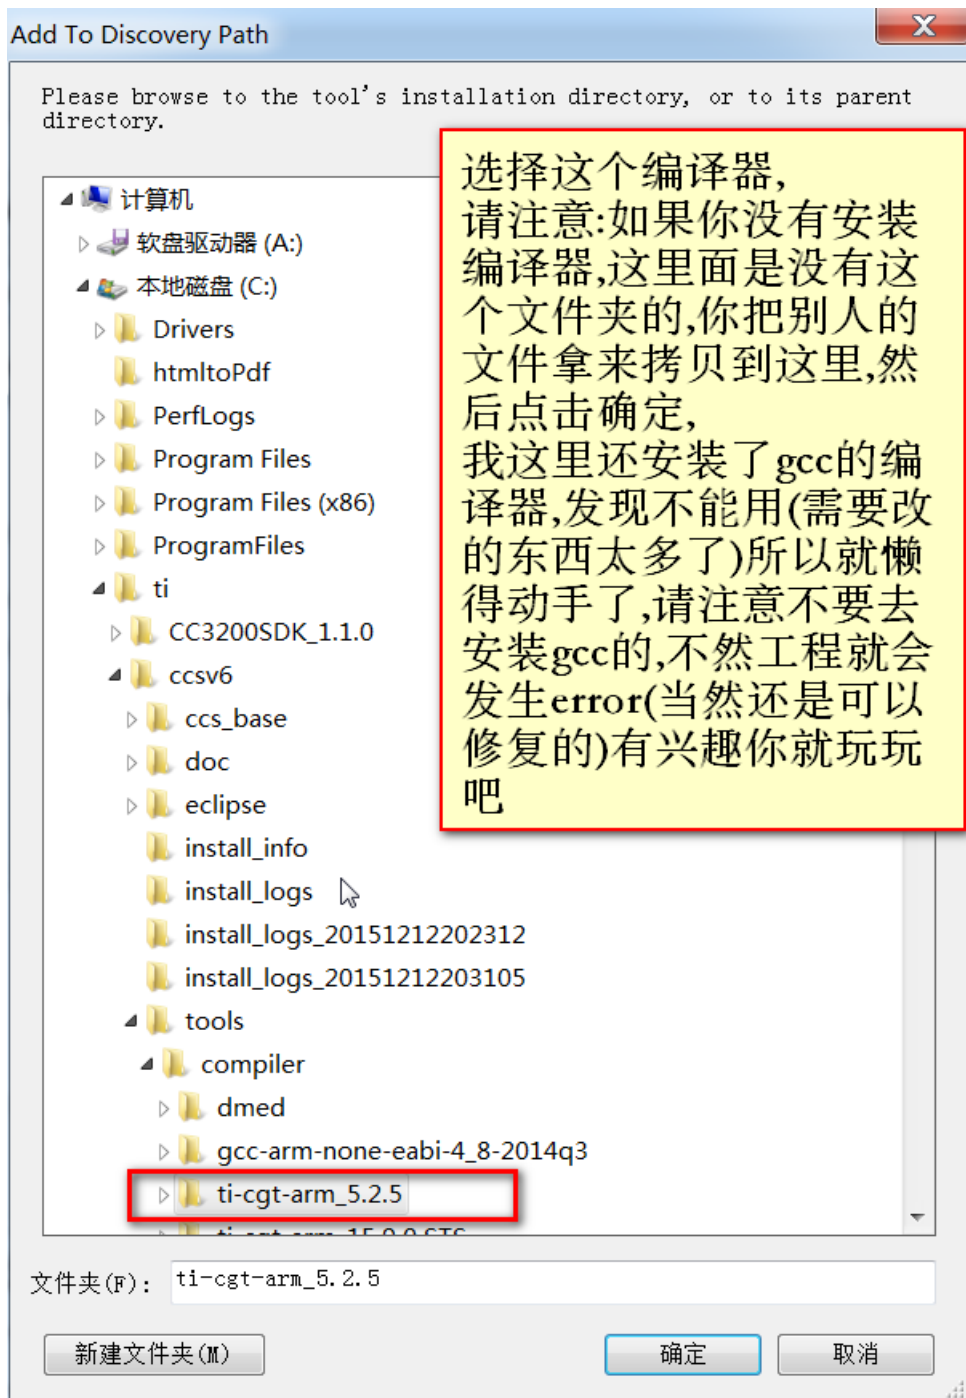 Add To Discovery Path
Please browse to the tool's installation directory, or to its parent
directory.
选择这个编译器,
请注意:如果你没有安装
编译器,这里面是没有这
个文件夹的,你把别人的
文件拿来拷贝到这里,然
后点击确定,
我这里还安装了gcc的编
译器,发现不能用(需要改
的东西太多了)所以就懒
得动手了,请注意不要去
安装gcc的,不然工程就会
发生error(当然还是可以
修复的)有兴趣你就玩玩
吧
计算机
软盘驱动器 (A:)
本地磁盘 (C:)
Drivers
htmltoPdf
PerfLogs
Program Files
Program Files (x86)
ProgramFiles
ti
CC3200SDK_1.1.0
ccsv6
ccs_base
doc
eclipse
install_info
install_logs
install_logs_20151212202312
install_logs_20151212203105
tools
compiler
dmed
gcc-arm-none-eabi-4_8-2014q3
ti-cgt-arm_5.2.5
文件夹(F): ti-cgt-arm_5.2.5
新建文件夹(M) 确定 取消